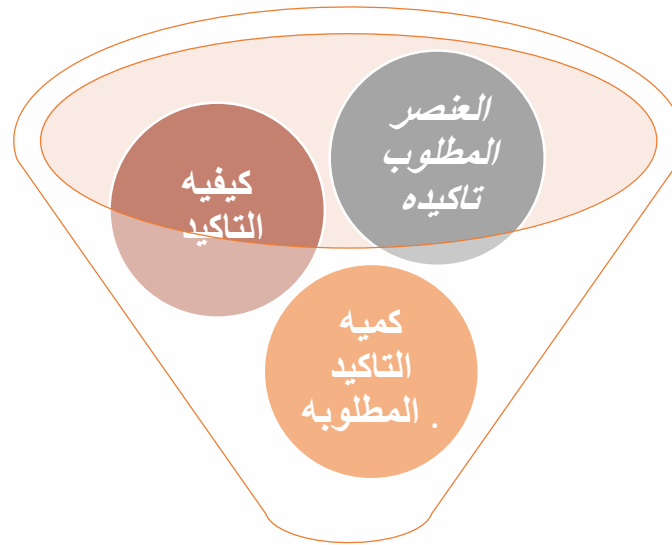 العنصر
المطلوب
تاكيده
كيفيه
التاكيد
كميه
التاكيد
المطلوبه .